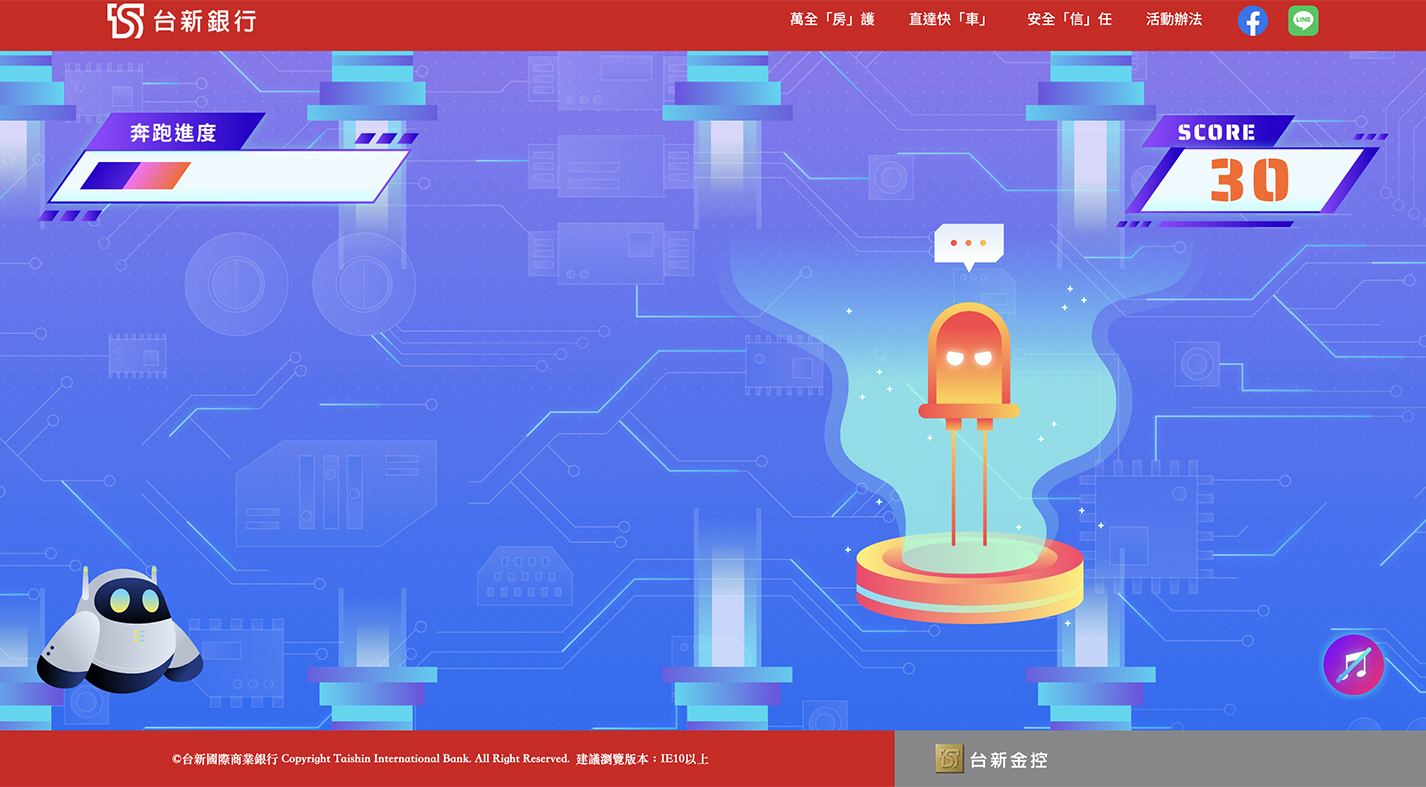 台新銀行
萬全「房」護
直達快「車」
安全「信」任
活動辦法
LINE
奔跑進度
SCORE
30
©台新國際商業銀行 Copyright Taishin International Bank. All Right Reserved. 建議瀏覽版本：IE10以上
台新金控